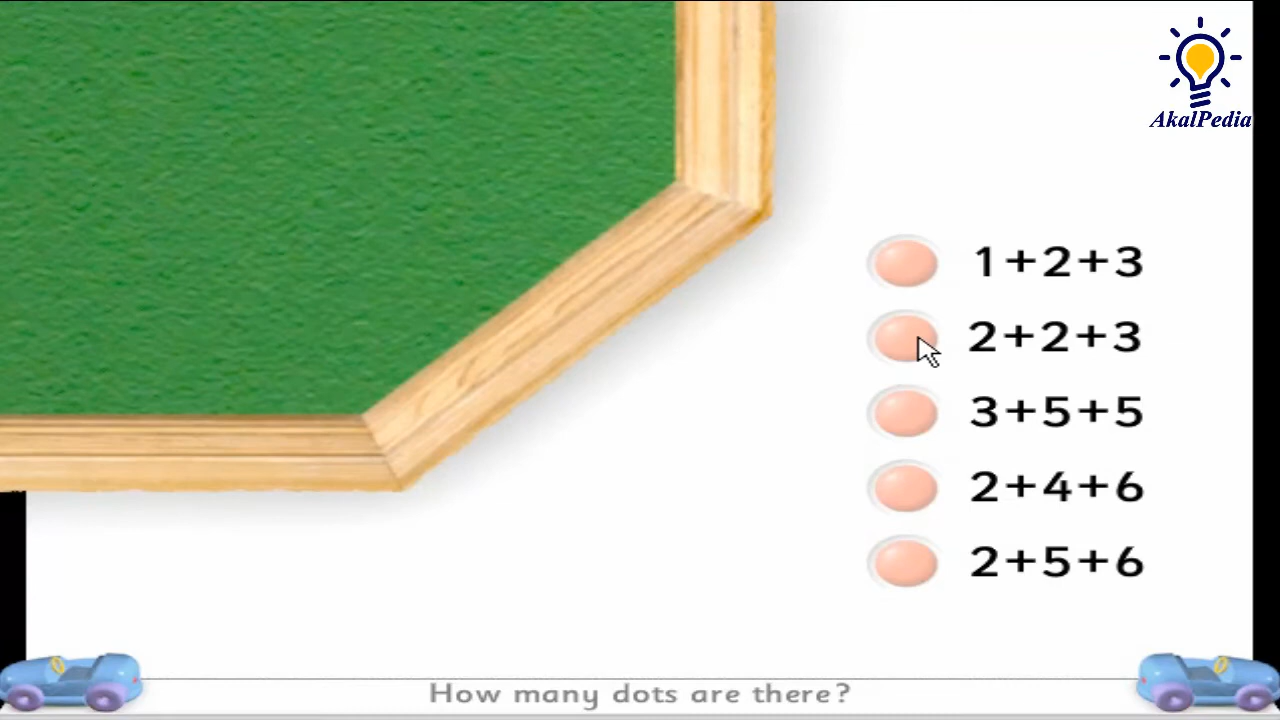 AkalPedia
1+2+3
2+2+3
3+5+5
2+4+6
2+5+6
How many dots are there?